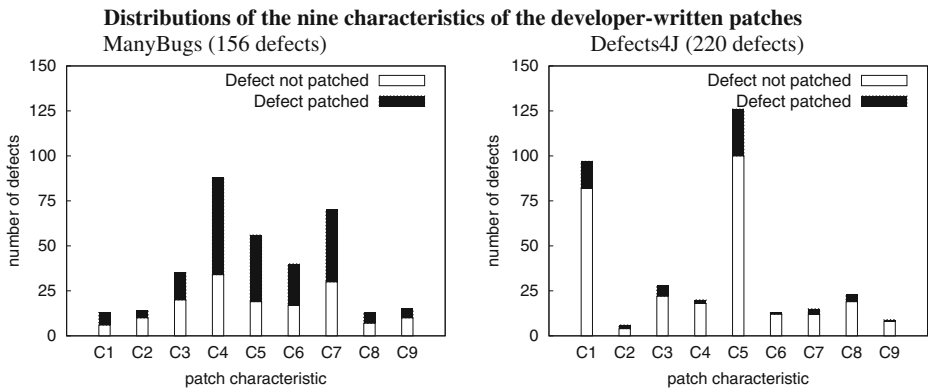 Distributions of the nine characteristics of the developer-written patches
ManyBugs (156 defects)
150
125
100
75
50
25
0
number of defects
Defect not patched
Defect patched
C1 C2 C3 C4 C5 C6 C7 C8 C9
patch characteristic
Defects4J (220 defects)
150
125
100
75
50
25
0
number of defects
Defect not patched
Defect patched
C1 C2 C3 C4 C5 C6 C7 C8 C9
patch characteristic